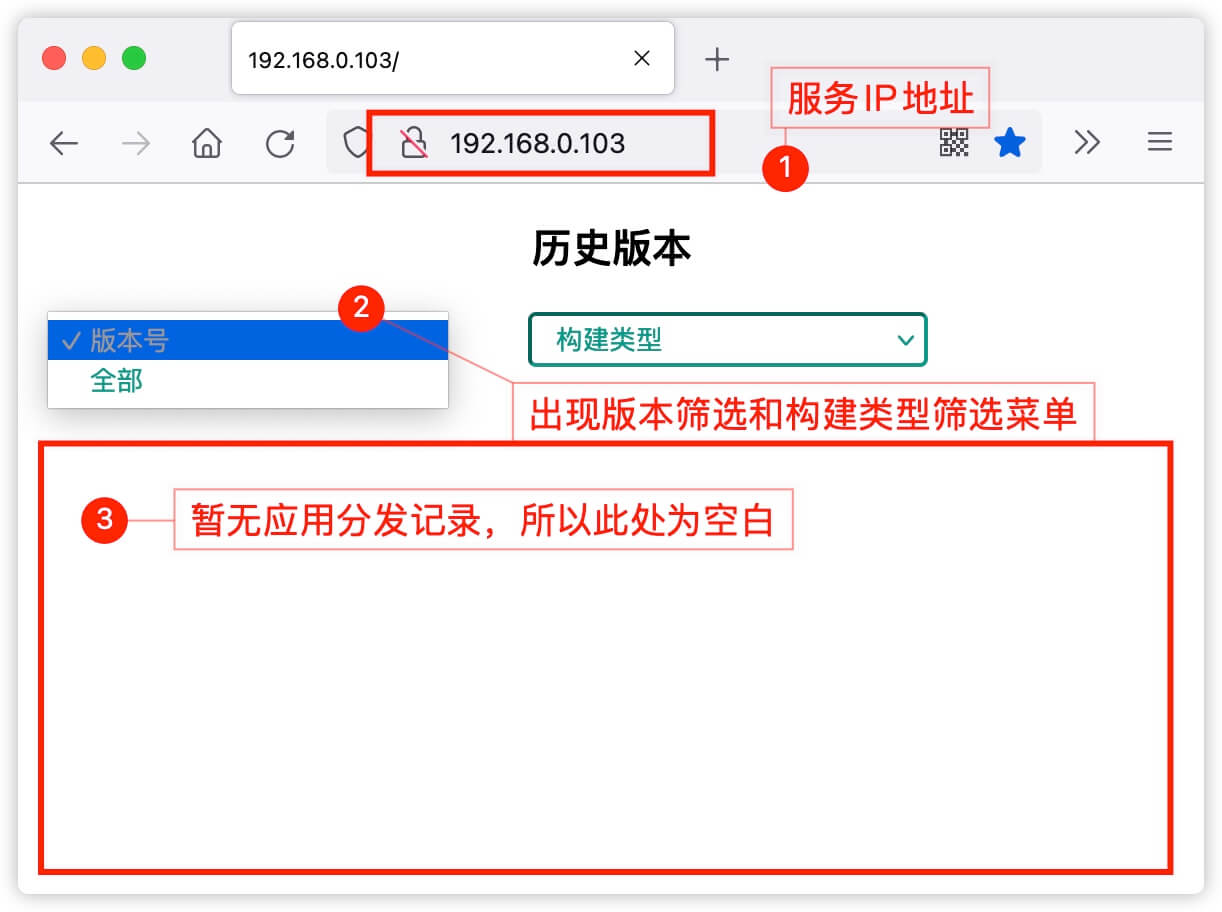 192.168.0.103/
服务IP地址
192.168.0.103
1
历史版本
2
版本号
构建类型
全部
出现版本筛选和构建类型筛选菜单
3
暂无应用分发记录，所以此处为空白